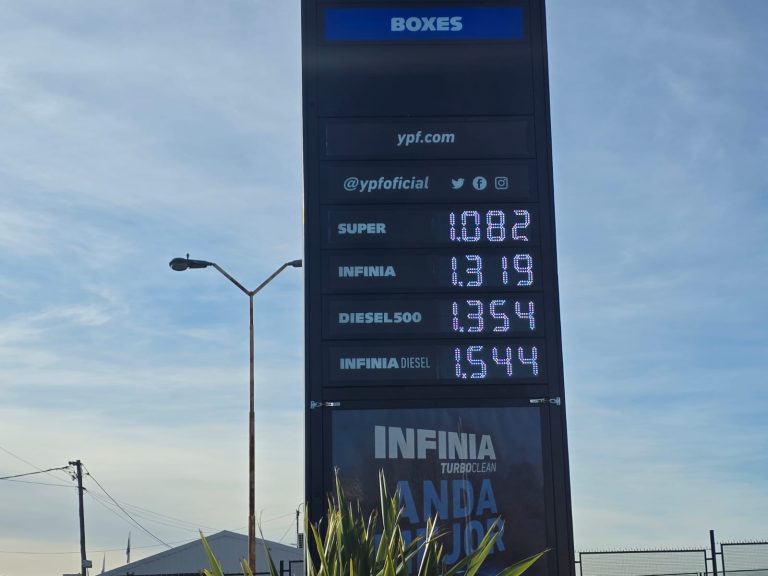 BOXES
ypf.com
@ypfoficial
SUPER 1.082
INFINIA 1.319
DIESEL500 1.354
INFINIA DIESEL 1.544
INFINIA
TURBOCLEAN
ANDA